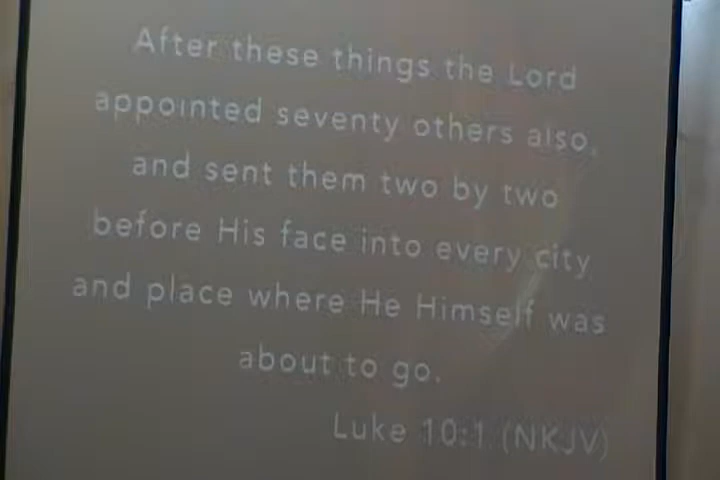 After these things the Lord
appointed seventy others also,
and sent them two by two
before His face into every city
and place where He Himself was
about to go.
Luke 10:1 (NKJV)